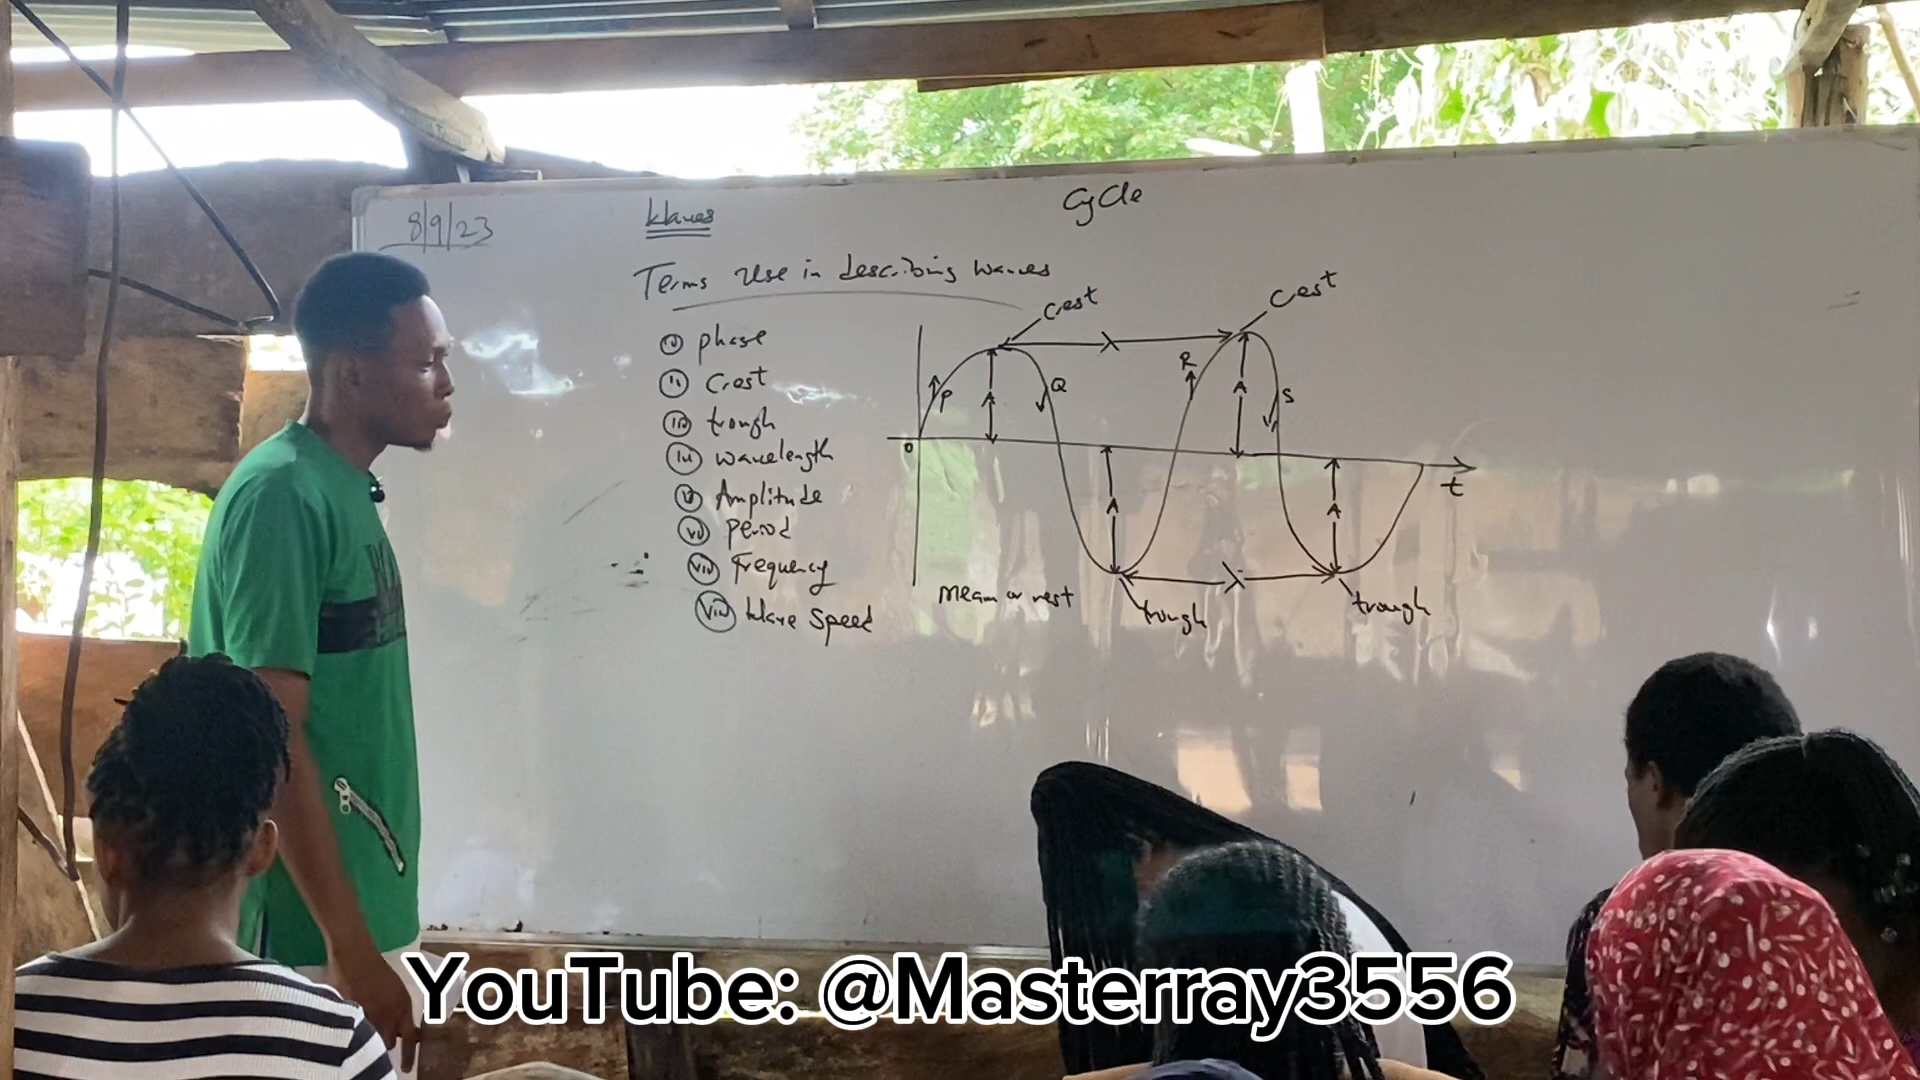 8/9/23
Waves
Cycle
Terms Use in describing waves
(i) phase
(ii) Crest
(iii) trough
(iv) wavelength
(v) Amplitude
(vi) period
(vii) Frequency
(viii) Wave Speed
Crest
Crest
λ
P
A
Q
R
A
S
0
t
A
A
λ
Mean or rest
trough
trough
YouTube: @Masterray3556